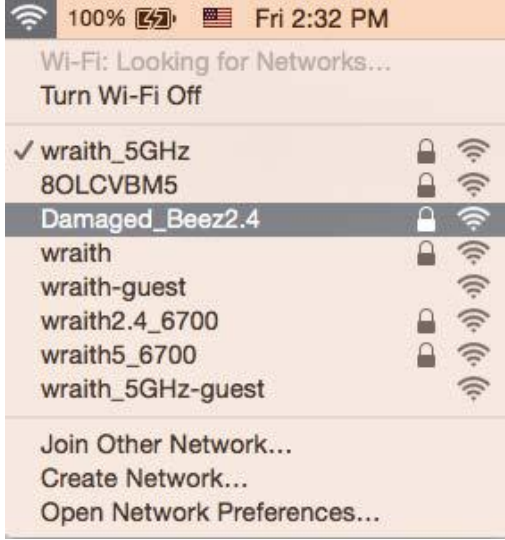 100% Fri 2:32 PM
Wi-Fi: Looking for Networks...
Turn Wi-Fi Off
wraith_5GHz
8OLCVBM5
Damaged_Beez2.4
wraith
wraith-guest
wraith2.4_6700
wraith5_6700
wraith_5GHz-guest
Join Other Network...
Create Network...
Open Network Preferences...